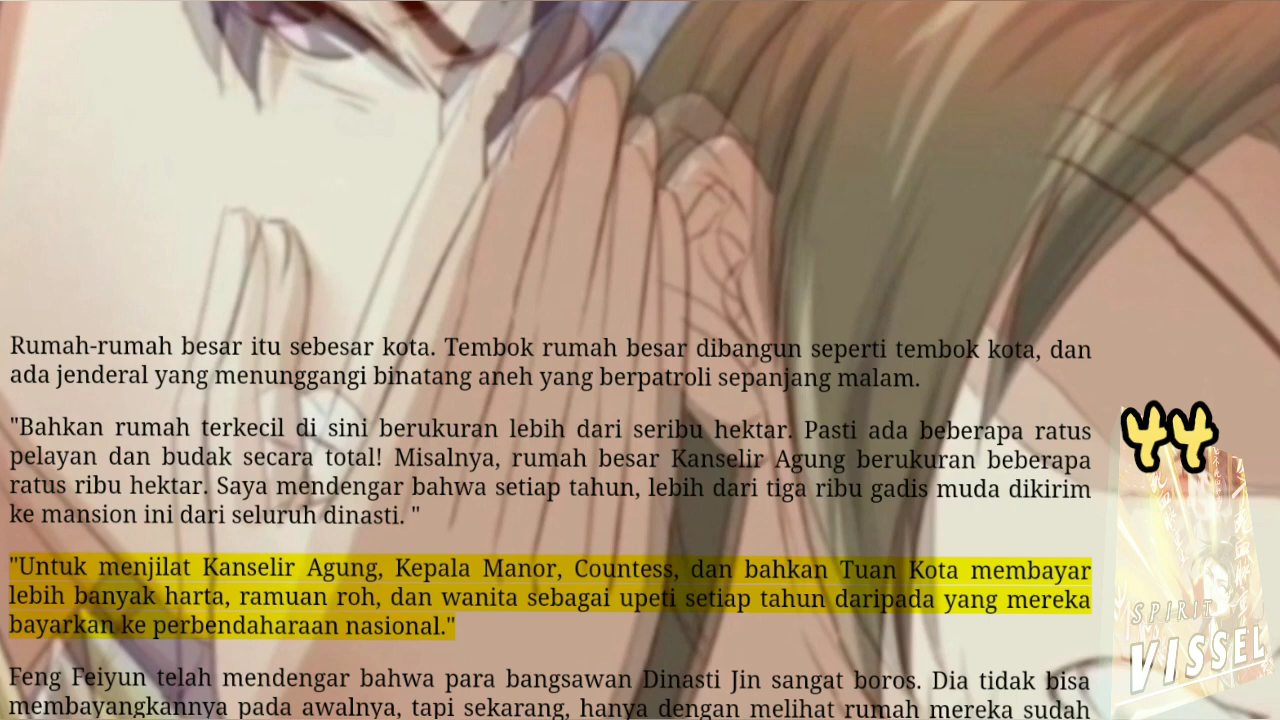 Rumah-rumah besar itu sebesar kota. Tembok rumah besar dibangun seperti tembok kota, dan
ada jenderal yang menunggangi binatang aneh yang berpatroli sepanjang malam.
"Bahkan rumah terkecil di sini berukuran lebih dari seribu hektar. Pasti ada beberapa ratus
pelayan dan budak secara total! Misalnya, rumah besar Kanselir Agung berukuran beberapa
ratus ribu hektar. Saya mendengar bahwa setiap tahun, lebih dari tiga ribu gadis muda dikirim
ke mansion ini dari seluruh dinasti. "
"Untuk menjilat Kanselir Agung, Kepala Manor, Countess, dan bahkan Tuan Kota membayar
lebih banyak harta, ramuan roh, dan wanita sebagai upeti setiap tahun daripada yang mereka
bayarkan ke perbendaharaan nasional."
Feng Feiyun telah mendengar bahwa para bangsawan Dinasti Jin sangat boros. Dia tidak bisa
membayangkannya pada awalnya, tapi sekarang, hanya dengan melihat rumah mereka sudah
44
SPIRIT
VISSEL